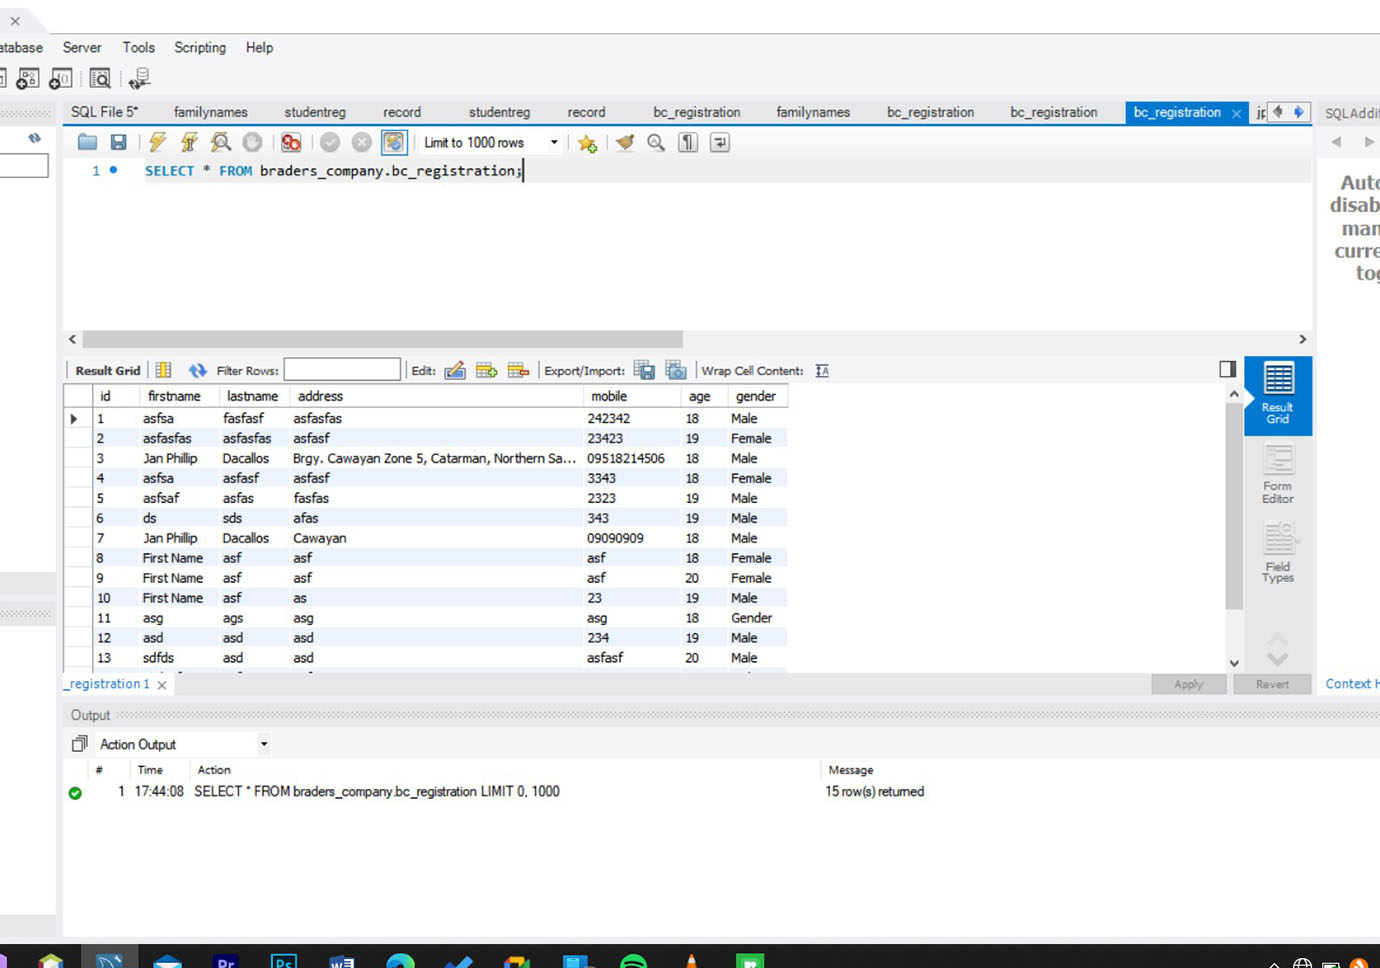 atabase Server Tools Scripting Help
SQL File 5* familynames studentreg record studentreg record bc_registration familynames bc_registration bc_registration bc_registration SQLAddit
Limit to 1000 rows
1 SELECT * FROM braders_company.bc_registration;
Auto
disab
man
curre
tog
Result Grid Filter Rows: Edit: Export/Import: Wrap Cell Content:
id firstname lastname address mobile age gender
1 asfsa fasfasf asfasfas 242342 18 Male
2 asfasfas asfasfas asfasf 23423 19 Female
3 Jan Phillip Dacallos Brgy. Cawayan Zone 5, Catarman, Northern Sa... 09518214506 18 Male
4 asfsa asfasf asfasf 3343 18 Female
5 asfsaf asfas fasfas 2323 19 Male
6 ds sds afas 343 19 Male
7 Jan Phillip Dacallos Cawayan 09090909 18 Male
8 First Name asf asf asf 18 Female
9 First Name asf asf asf 20 Female
10 First Name asf as 23 19 Male
11 asg ags asg asg 18 Gender
12 asd asd asd 234 19 Male
13 sdfds asd asd asfasf 20 Male
Result
Grid
Form
Editor
Field
Types
_registration 1 Apply Revert Context H
Output
Action Output
# Time Action Message
1 17:44:08 SELECT * FROM braders_company.bc_registration LIMIT 0, 1000 15 row(s) returned
Pr Ps